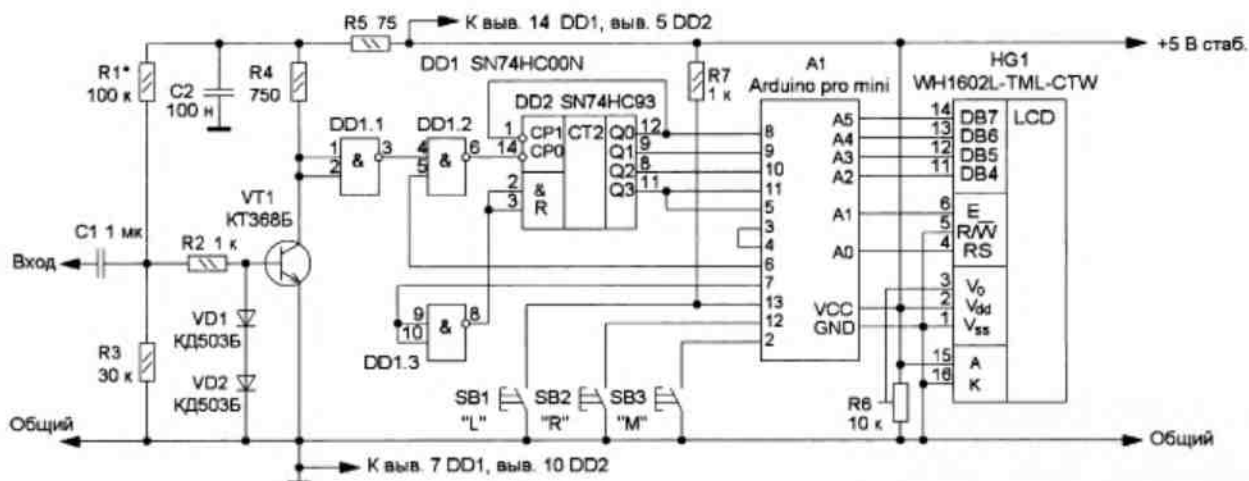 R5 75
К выв. 14 DD1, выв. 5 DD2
+5 В стаб.
R1*
100 к
C2
100 н
R4
750
DD1 SN74HC00N
R7
1 к
A1
Arduino pro mini
HG1
WH1602L-TML-CTW
DD2 SN74HC93
DD1.1
DD1.2
1
2
&
3
4
5
&
6
1
14
2
3
CP1
CP0
&
R
CT2
Q0
Q1
Q2
Q3
12
9
8
11
8
9
10
11
5
3
4
6
7
13
12
2
A5
A4
A3
A2
A1
A0
VCC
GND
14
13
12
11
6
5
4
3
2
1
15
16
DB7
DB6
DB5
DB4
E
R/W̅
RS
V0
Vdd
Vss
A
K
LCD
VT1
КТ368Б
C1 1 мк
Вход
R2 1 к
VD1
КД503Б
VD2
КД503Б
R3
30 к
9
10
&
8
DD1.3
SB1
"L"
SB2
"R"
SB3
"M"
R6
10 к
Общий
Общий
К выв. 7 DD1, выв. 10 DD2